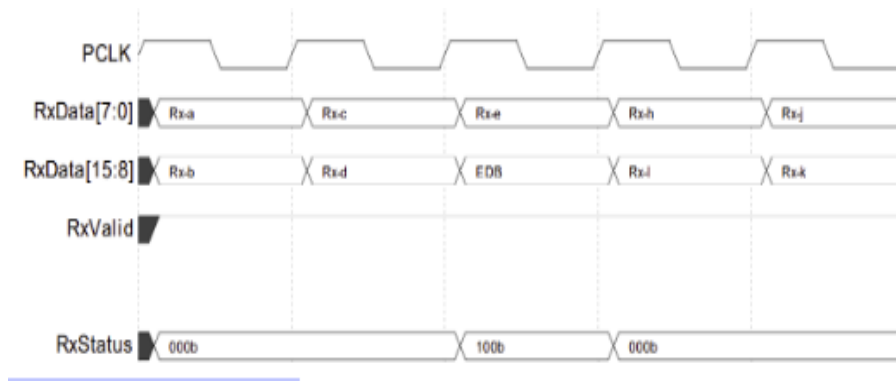 PCLK
RxData[7:0] Rx-a Rx-c Rx-e Rx-h Rx-j
RxData[15:8] Rx-b Rx-d EDB Rx-i Rx-k
RxValid
RxStatus 000b 100b 000b